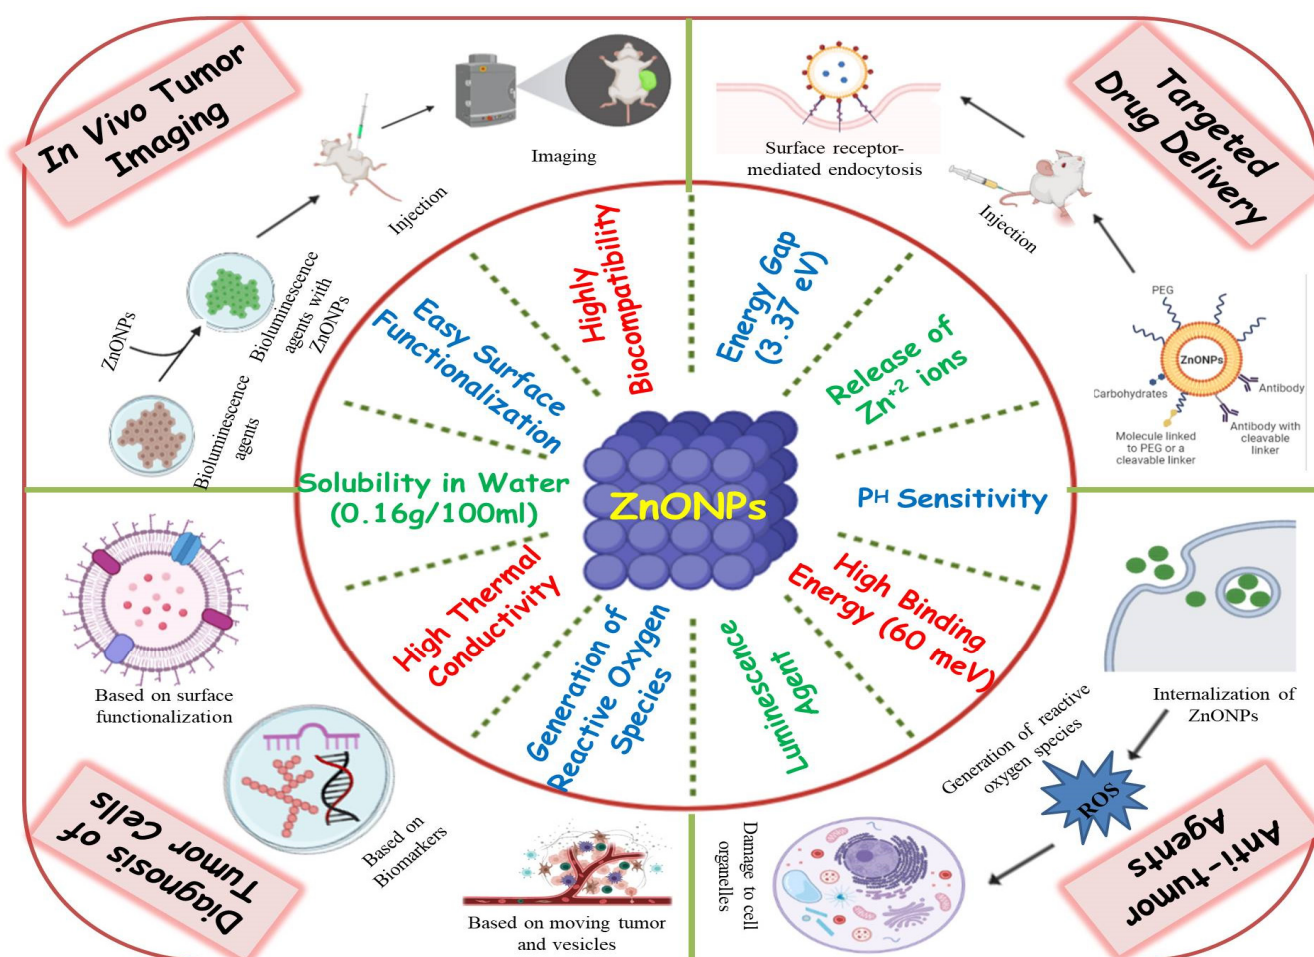 In Vivo Tumor
Imaging
Imaging
Injection
ZnONPs
Bioluminescence
agents with
ZnONPs
Bioluminescence
agents
Targeted
Drug Delivery
Surface receptor-
mediated endocytosis
Injection
PEG
ZnONPs
Carbohydrates
Antibody
Molecule linked
to PEG or a
cleavable linker
Antibody with
cleavable
linker
Highly
Biocompatibility
Energy Gap
(3.37 eV)
Easy Surface
Functionalization
Release of
Zn+2 ions
Solubility in Water
(0.16g/100ml)
ZnONPs
PH Sensitivity
High Thermal
Conductivity
High Binding
Energy (60 meV)
Generation of
Reactive Oxygen
Species
Luminescence
Agent
Based on surface
functionalization
Based on
Biomarkers
Based on moving tumor
and vesicles
Diagnosis of
Tumor Cells
Internalization of
ZnONPs
Generation of reactive
oxygen species
ROS
Damage to cell
organelles
Anti-tumor
Agents